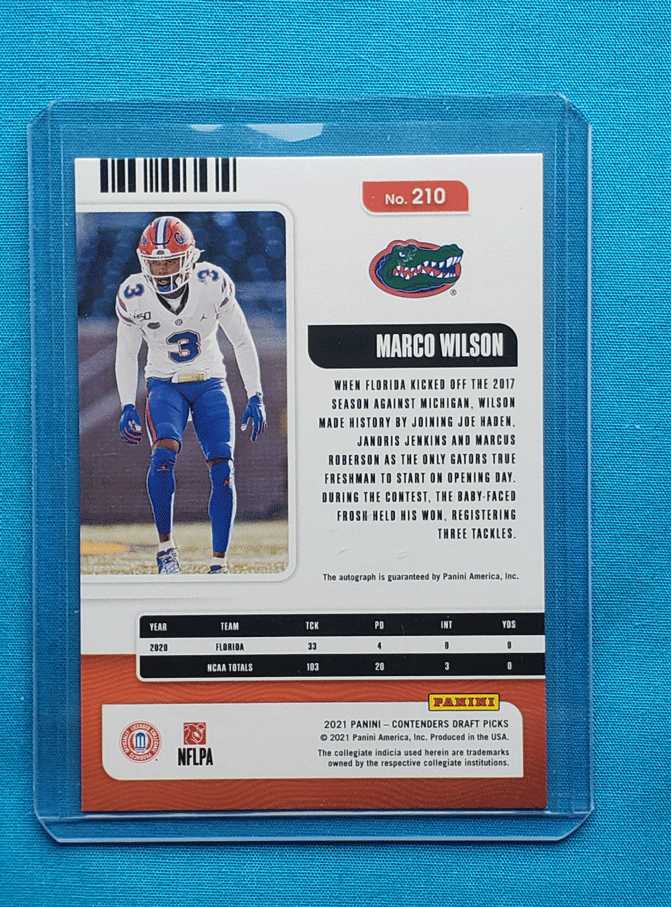 No. 210
MARCO WILSON
WHEN FLORIDA KICKED OFF THE 2017
SEASON AGAINST MICHIGAN, WILSON
MADE HISTORY BY JOINING JOE HADEN,
JANORIS JENKINS AND MARCUS
ROBERSON AS THE ONLY GATORS TRUE
FRESHMAN TO START ON OPENING DAY.
DURING THE CONTEST, THE BABY-FACED
FROSH HELD HIS WON, REGISTERING
THREE TACKLES.
The autograph is guaranteed by Panini America, Inc.
3
3
150
YEAR TEAM TCK PD INT YDS
2020 FLORIDA 33 4 0 0
NCAA TOTALS 103 20 3 0
PANINI
2021 PANINI – CONTENDERS DRAFT PICKS
© 2021 Panini America, Inc. Produced in the USA.
The collegiate indicia used herein are trademarks
owned by the respective collegiate institutions.
NFLPA